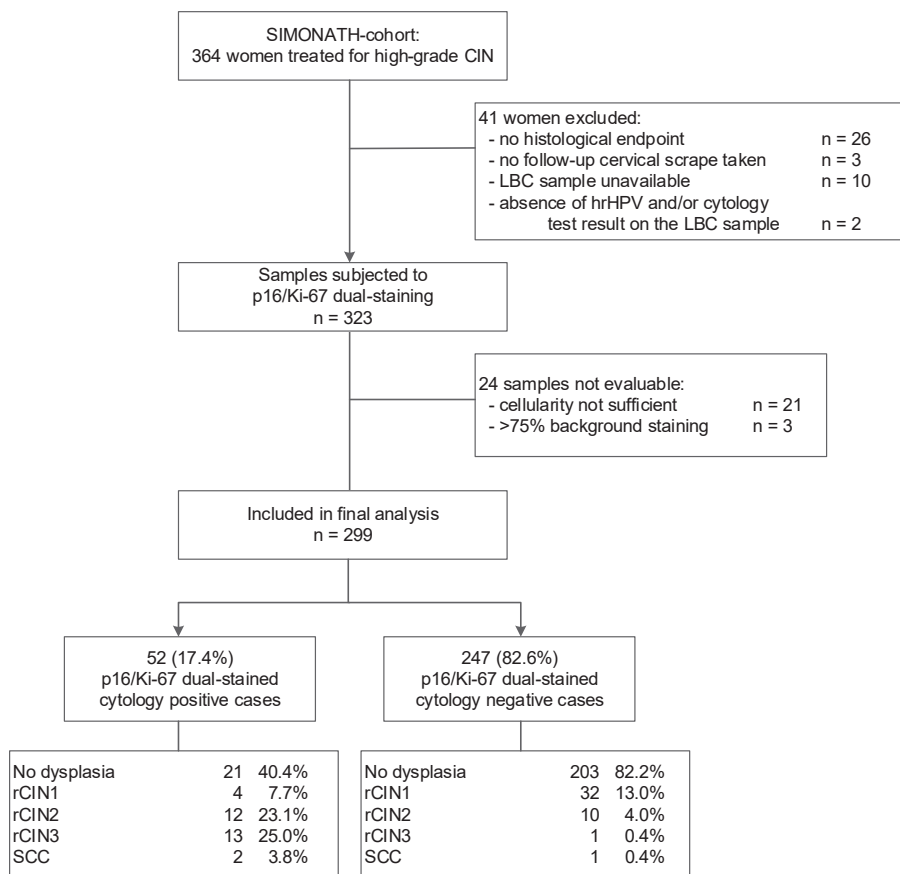 SIMONATH-cohort:
364 women treated for high-grade CIN
41 women excluded:
- no histological endpoint n = 26
- no follow-up cervical scrape taken n = 3
- LBC sample unavailable n = 10
- absence of hrHPV and/or cytology
test result on the LBC sample n = 2
Samples subjected to
p16/Ki-67 dual-staining
n = 323
24 samples not evaluable:
- cellularity not sufficient n = 21
- >75% background staining n = 3
Included in final analysis
n = 299
52 (17.4%)
p16/Ki-67 dual-stained
cytology positive cases
247 (82.6%)
p16/Ki-67 dual-stained
cytology negative cases
No dysplasia 21 40.4%
rCIN1 4 7.7%
rCIN2 12 23.1%
rCIN3 13 25.0%
SCC 2 3.8%
No dysplasia 203 82.2%
rCIN1 32 13.0%
rCIN2 10 4.0%
rCIN3 1 0.4%
SCC 1 0.4%